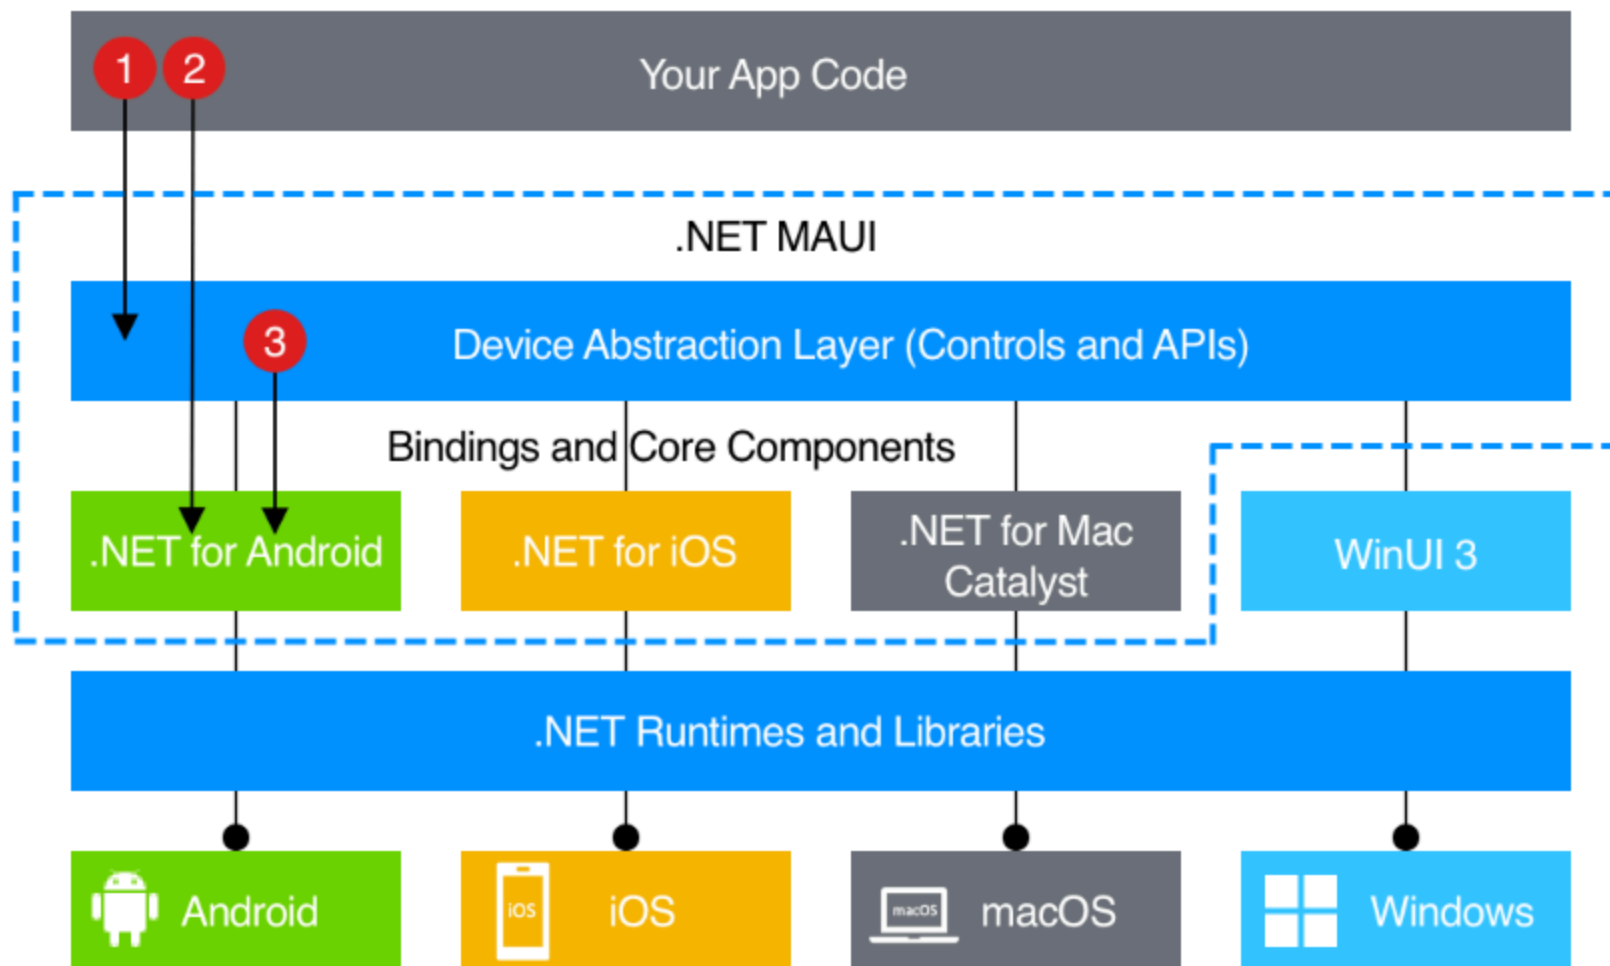 1 2 Your App Code
.NET MAUI
3 Device Abstraction Layer (Controls and APIs)
Bindings and Core Components
.NET for Android
.NET for iOS
.NET for Mac
Catalyst
WinUI 3
.NET Runtimes and Libraries
Android
iOS iOS
macOS macOS
Windows